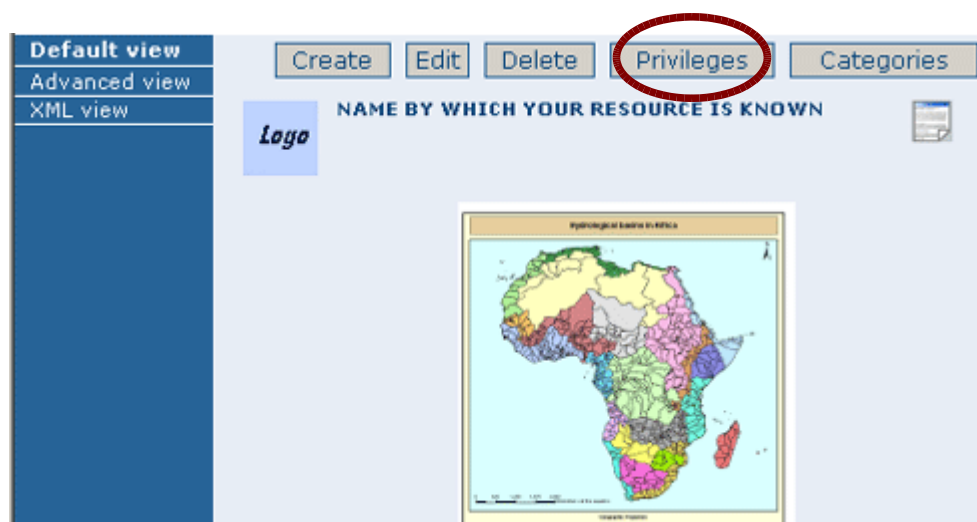 Default view
Advanced view
XML view
Create Edit Delete Privileges Categories
Logo
NAME BY WHICH YOUR RESOURCE IS KNOWN
Hydrological basins in Africa